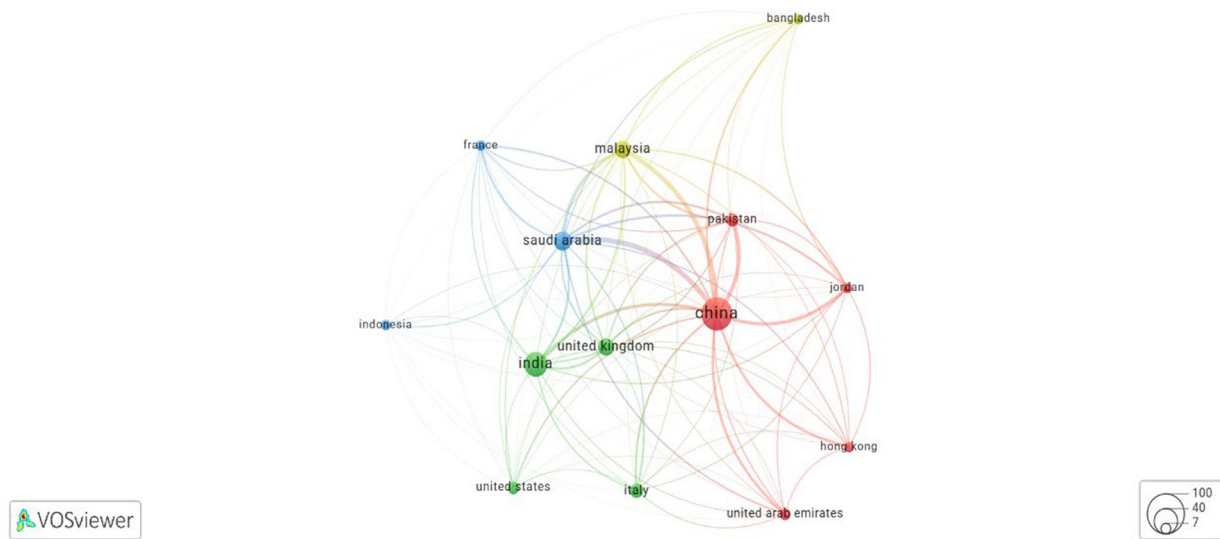 bangladesh
france
malaysia
pakistan
saudi arabia
jordan
china
indonesia
united kingdom
india
hong kong
united states
italy
united arab emirates
VOSviewer
100
40
7